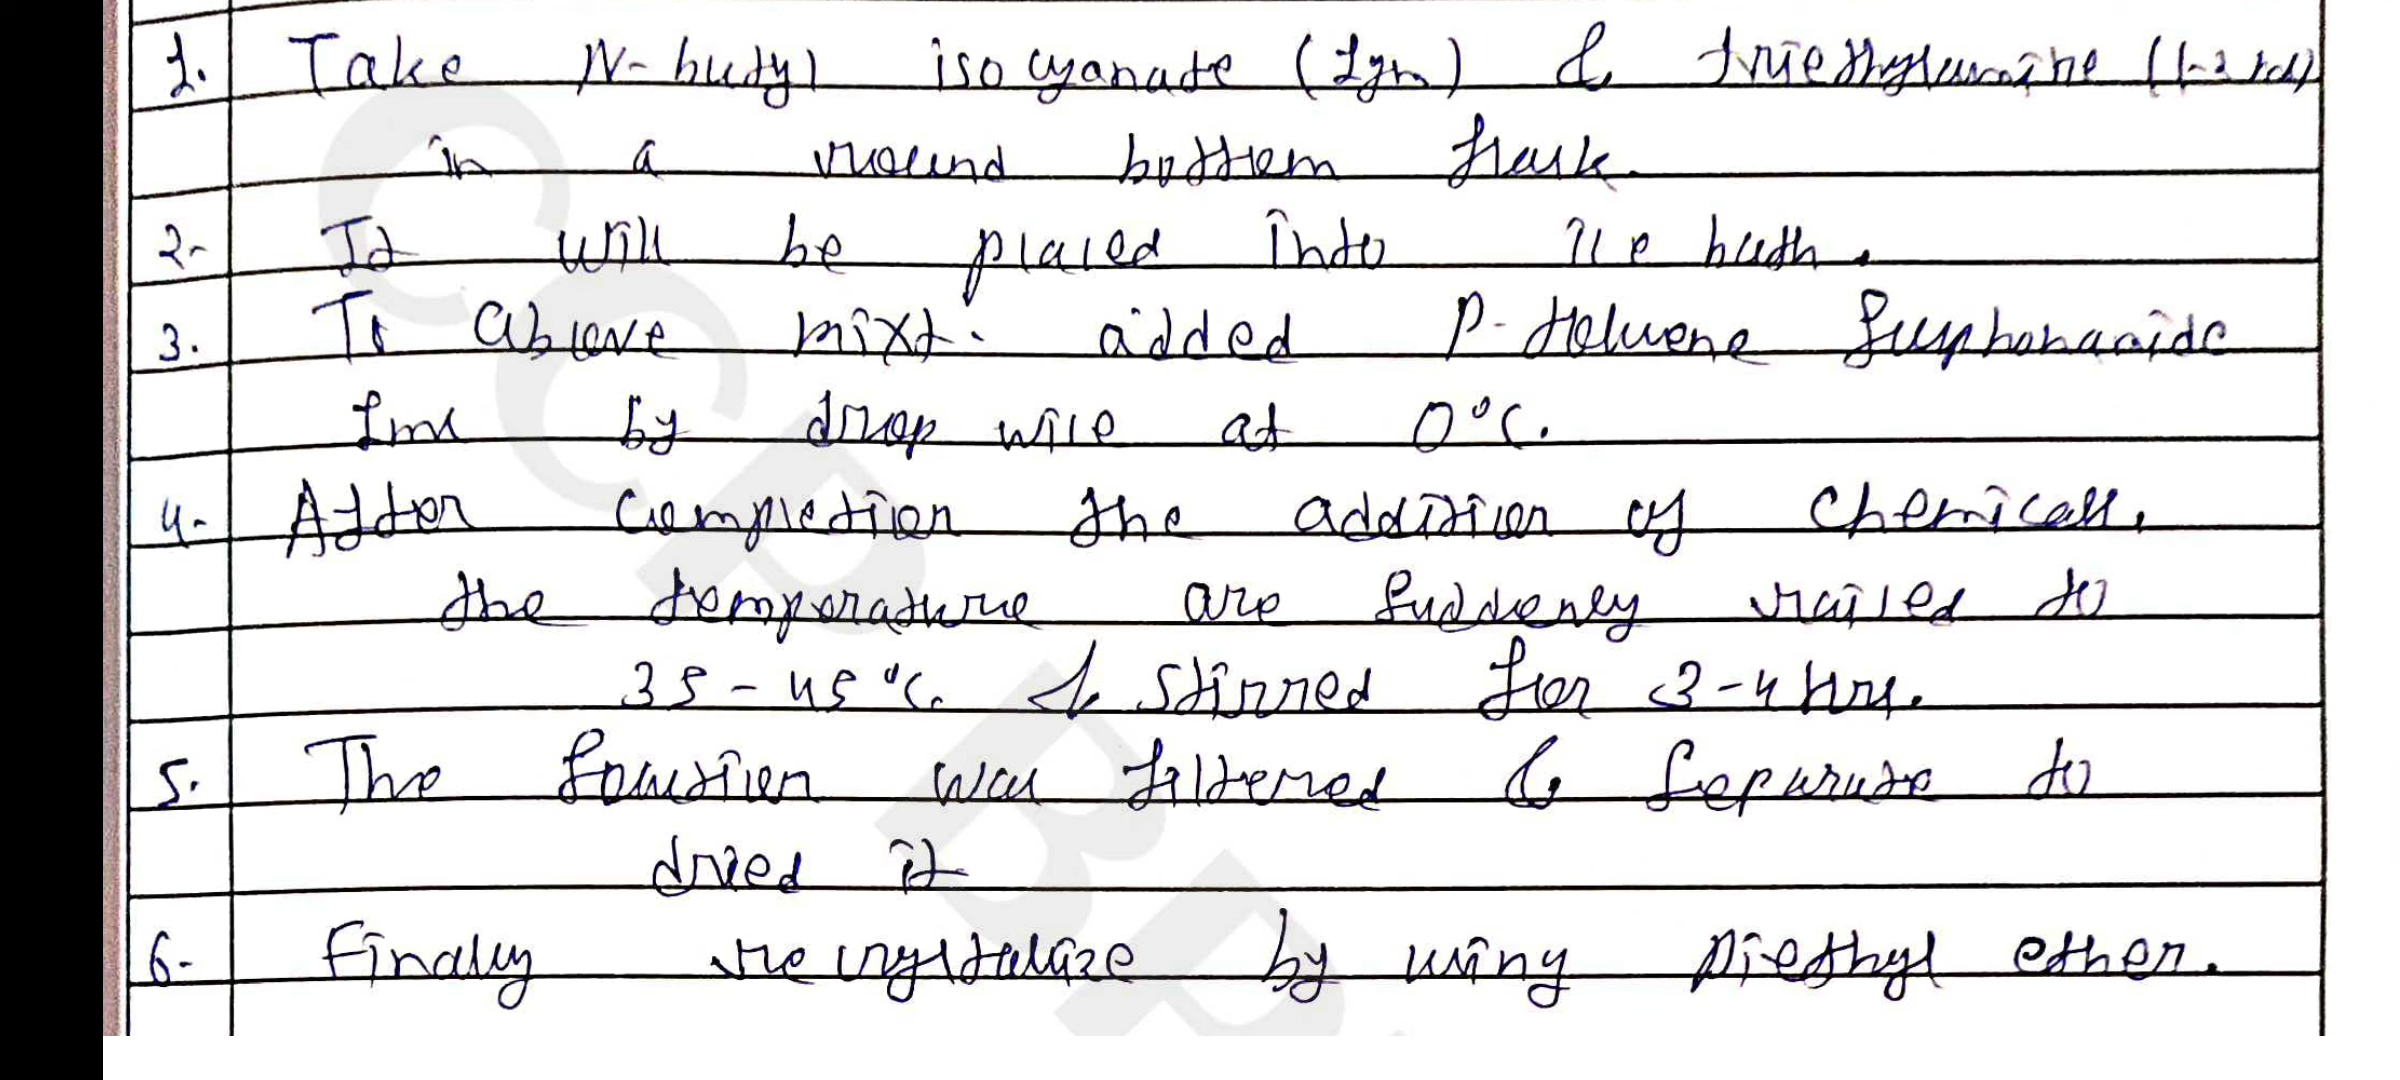 1. Take N-butyl isocyanate (1gm) & triethylamine (1-2 ml)
in a round bottom flask.
2- It will be placed into ice bath.
3. To above mixt. added P-toluene Sulphonamide
1ml by drop wise at 0°C.
4- After completion the addition of chemicals,
the temperature are suddenly raised to
35-45°C. & stirred for 3-4 hrs.
5. The solution was filtered & separate to
dried it
6- Finally recrystalize by using Diethyl ether.
CCP BP